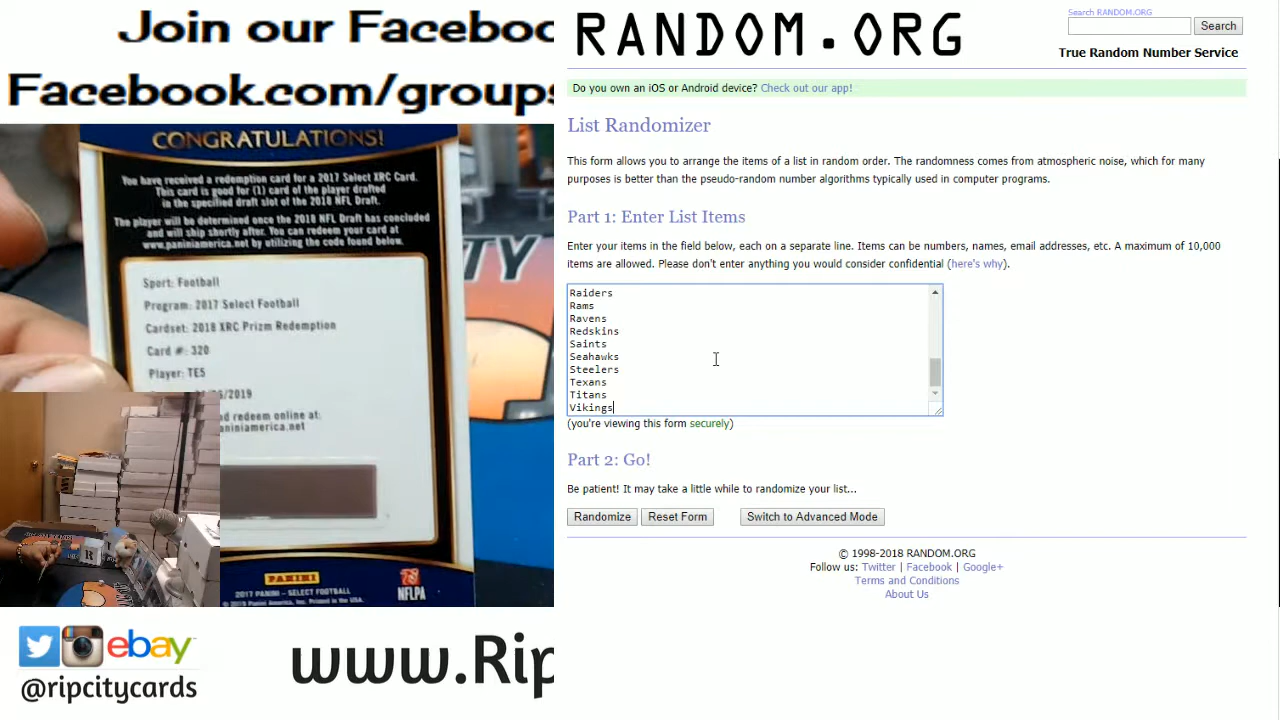 Join our Faceboo
Facebook.com/groups
CONGRATULATIONS!
You have received a redemption card for a 2017 Select XRC Card.
This card is good for (1) card of the player drafted
in the specified draft slot of the 2018 NFL Draft.
The player will be determined once the 2018 NFL Draft has concluded
and will ship shortly after. You can redeem your card at
www.paniniamerica.net by utilizing the code found below.
Sport: Football
Program: 2017 Select Football
Cardset: 2018 XRC Prizm Redemption
Card #: 320
Player: TE5
/2019
d redeem online at:
niniamerica.net
PANINI
2017 PANINI – SELECT FOOTBALL
NFLPA
TY
R
ebay
@ripcitycards
www.Rip
RANDOM.ORG
Search RANDOM.ORG
Search
True Random Number Service
Do you own an iOS or Android device? Check out our app!
List Randomizer
This form allows you to arrange the items of a list in random order. The randomness comes from atmospheric noise, which for many
purposes is better than the pseudo-random number algorithms typically used in computer programs.
Part 1: Enter List Items
Enter your items in the field below, each on a separate line. Items can be numbers, names, email addresses, etc. A maximum of 10,000
items are allowed. Please don't enter anything you would consider confidential (here's why).
Raiders
Rams
Ravens
Redskins
Saints
Seahawks
Steelers
Texans
Titans
Vikings
(you're viewing this form securely)
Part 2: Go!
Be patient! It may take a little while to randomize your list...
Randomize Reset Form Switch to Advanced Mode
© 1998-2018 RANDOM.ORG
Follow us: Twitter | Facebook | Google+
Terms and Conditions
About Us